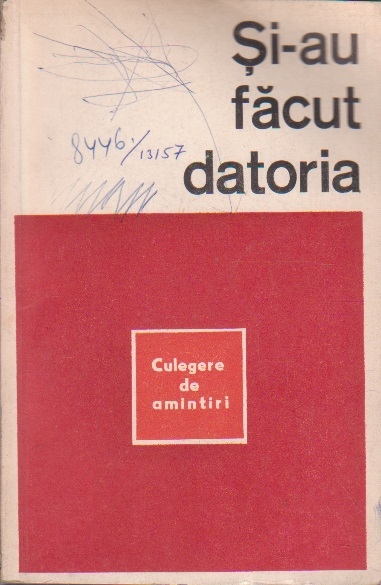 Și-au
făcut
datoria
8446./13157
Culegere
de
amintiri